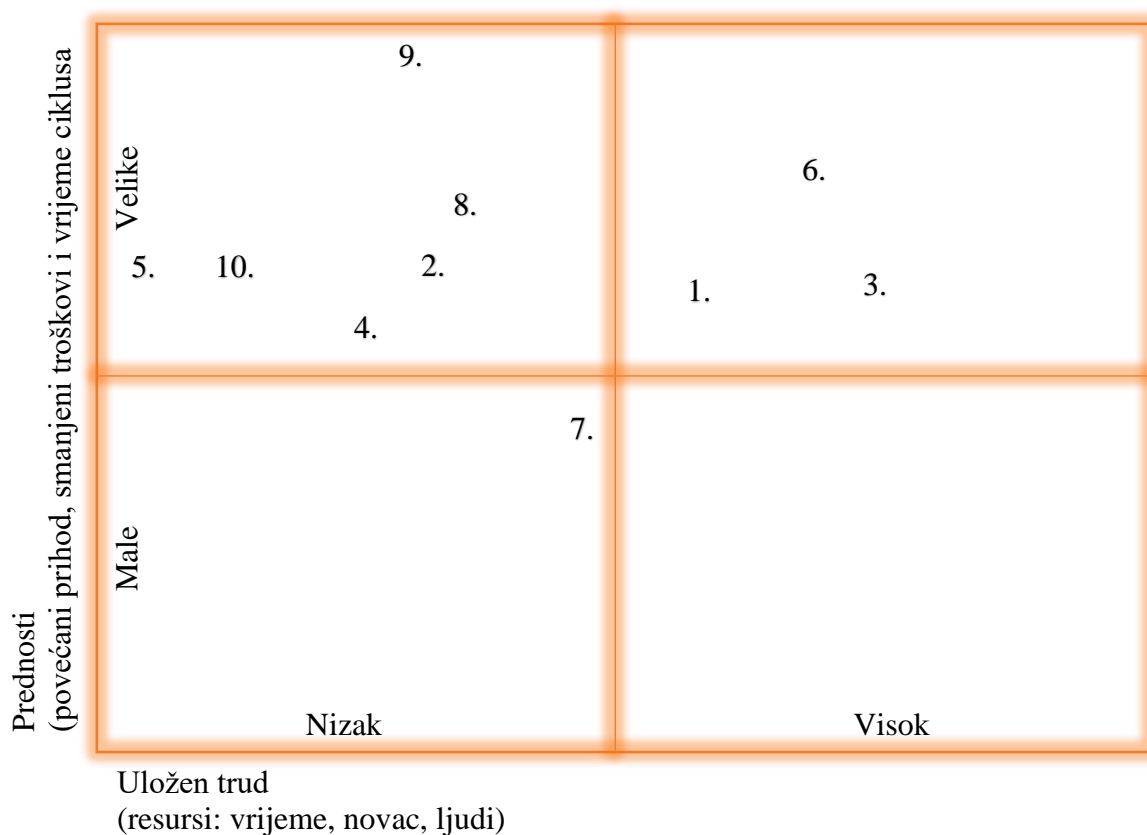 Prednosti
(povećani prihod, smanjeni troškovi i vrijeme ciklusa
Velike
Male
9.
6.
8.
5.
10.
2.
1.
3.
4.
7.
Nizak
Visok
Uložen trud
(resursi: vrijeme, novac, ljudi)